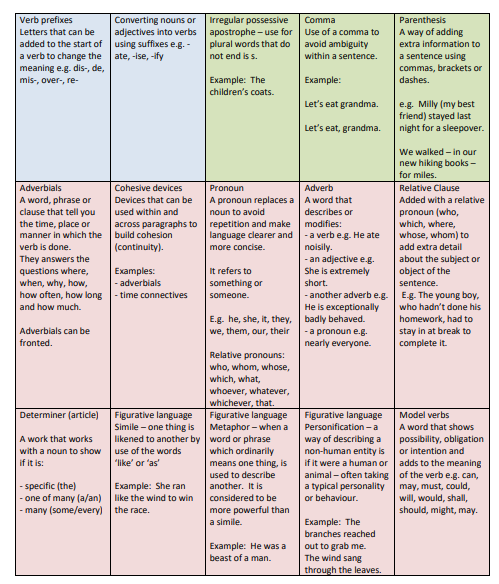 Verb prefixes
Letters that can be
added to the start of
a verb to change the
meaning e.g. dis-, de,
mis-, over-, re-
Converting nouns or
adjectives into verbs
using suffixes e.g. -
ate, -ise, -ify
Irregular possessive
apostrophe – use for
plural words that do
not end is s.
Example:  The
children's coats.
Comma
Use of a comma to
avoid ambiguity
within a sentence.
Example:
Let's eat grandma.
Let's eat, grandma.
Parenthesis
A way of adding
extra information to
a sentence using
commas, brackets or
dashes.
e.g.  Milly (my best
friend) stayed last
night for a sleepover.
We walked – in our
new hiking books –
for miles.
Adverbials
A word, phrase or
clause that tell you
the time, place or
manner in which the
verb is done.
They answers the
questions where,
when, why, how,
how often, how long
and how much.
Adverbials can be
fronted.
Cohesive devices
Devices that can be
used within and
across paragraphs to
build cohesion
(continuity).
Examples:
- adverbials
- time connectives
Pronoun
A pronoun replaces a
noun to avoid
repetition and make
language clearer and
more concise.
It refers to
something or
someone.
E.g.  he, she, it, they,
we, them, our, their
Relative pronouns:
who, whom, whose,
which, what,
whoever, whatever,
whichever, that.
Adverb
A word that
describes or
modifies:
- a verb e.g. He ate
noisily.
- an adjective e.g.
She is extremely
short.
- another adverb e.g.
He is exceptionally
badly behaved.
- a pronoun e.g.
nearly everyone.
Relative Clause
Added with a relative
pronoun (who,
which, where,
whose, whom) to
add extra detail
about the subject or
object of the
sentence.
E.g. The young boy,
who hadn't done his
homework, had to
stay in at break to
complete it.
Determiner (article)
A work that works
with a noun to show
if it is:
- specific (the)
- one of many (a/an)
- many (some/every)
Figurative language
Simile – one thing is
likened to another by
use of the words
'like' or 'as'
Example:  She ran
like the wind to win
the race.
Figurative language
Metaphor – when a
word or phrase
which ordinarily
means one thing, is
used to describe
another.  It is
considered to be
more powerful than
a simile.
Example:  He was a
beast of a man.
Figurative language
Personification – a
way of describing a
non-human entity is
if it were a human or
animal – often taking
a typical personality
or behaviour.
Example:  The
branches reached
out to grab me.
The wind sang
through the leaves.
Model verbs
A word that shows
possibility, obligation
or intention and
adds to the meaning
of the verb e.g. can,
may, must, could,
will, would, shall,
should, might, may.